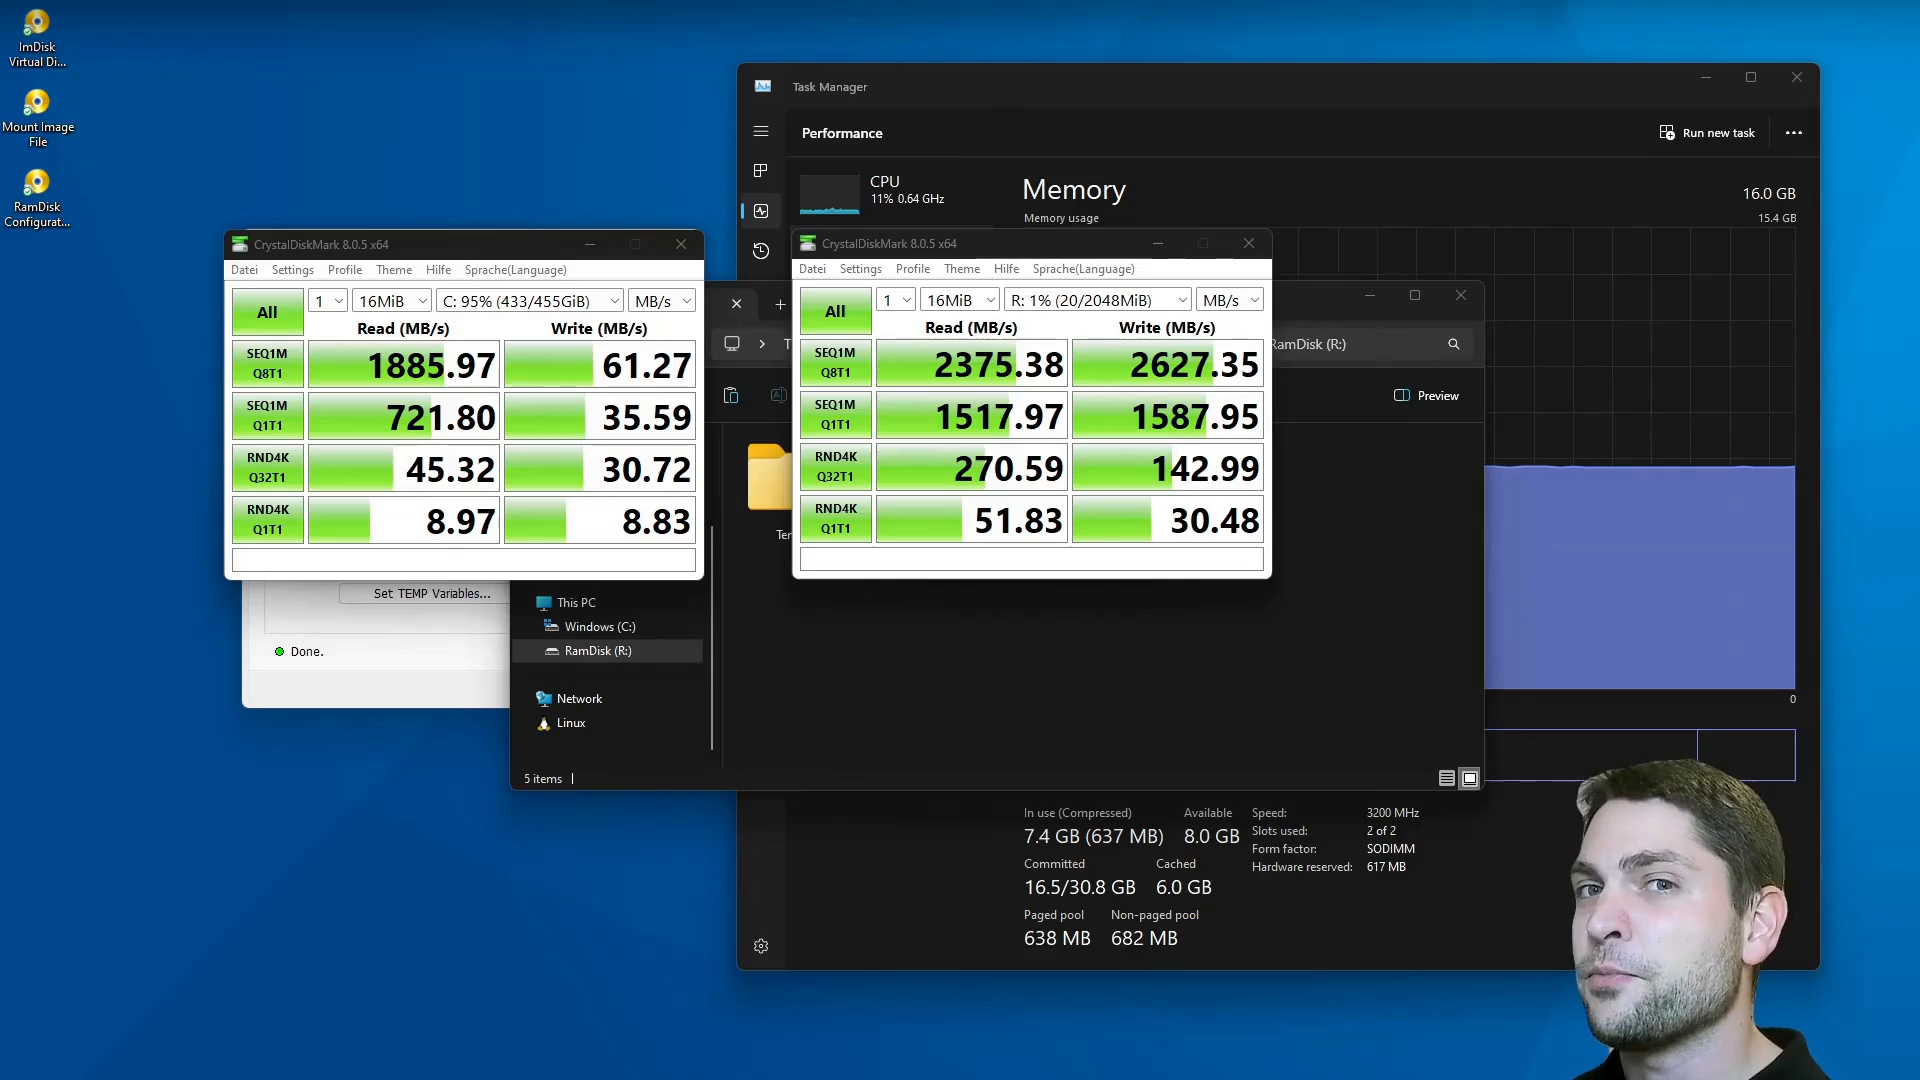 ImDisk
Virtual Di...
Mount Image
File
RamDisk
Configurat...
Task Manager
Performance
Run new task
CPU
11% 0.64 GHz
Memory
16.0 GB
Memory usage
15.4 GB
CrystalDiskMark 8.0.5 x64
Datei Settings Profile Theme Hilfe Sprache(Language)
All
1 16MiB C: 95% (433/455GiB) MB/s
Read (MB/s) Write (MB/s)
SEQ1M
Q8T1
1885.97 61.27
SEQ1M
Q1T1
721.80 35.59
RND4K
Q32T1
45.32 30.72
RND4K
Q1T1
8.97 8.83
CrystalDiskMark 8.0.5 x64
Datei Settings Profile Theme Hilfe Sprache(Language)
All
1 16MiB R: 1% (20/2048MiB) MB/s
Read (MB/s) Write (MB/s)
SEQ1M
Q8T1
2375.38 2627.35
SEQ1M
Q1T1
1517.97 1587.95
RND4K
Q32T1
270.59 142.99
RND4K
Q1T1
51.83 30.48
RamDisk (R:)
Preview
Set TEMP Variables...
Done.
This PC
Windows (C:)
RamDisk (R:)
Network
Linux
5 items
0
In use (Compressed) Available
7.4 GB (637 MB) 8.0 GB
Committed Cached
16.5/30.8 GB 6.0 GB
Paged pool Non-paged pool
638 MB 682 MB
Speed: 3200 MHz
Slots used: 2 of 2
Form factor: SODIMM
Hardware reserved: 617 MB